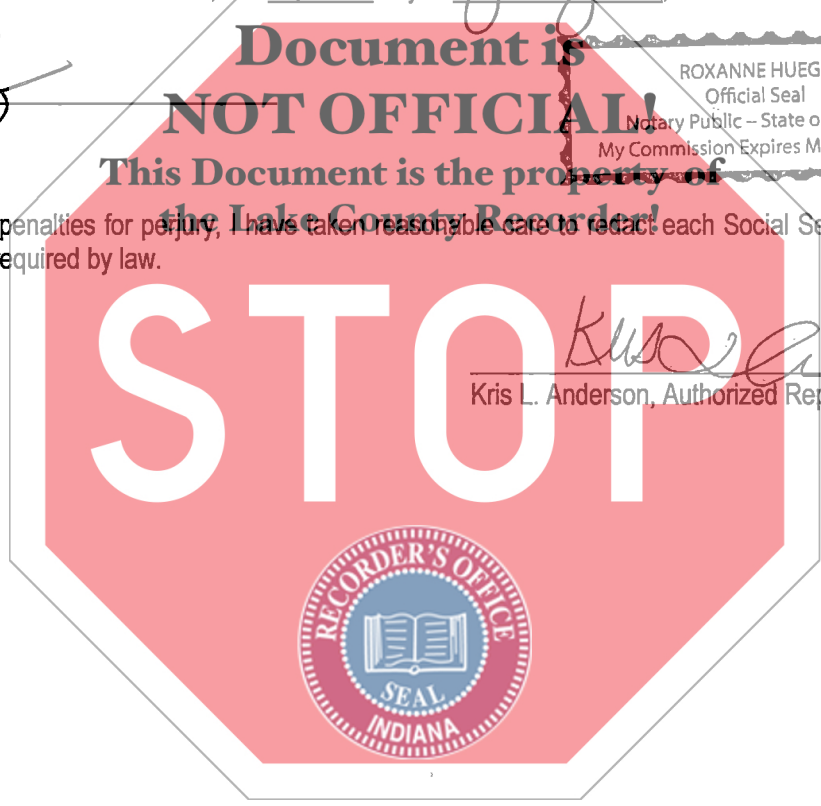 Document is
NOT OFFICIAL!
This Document is the property of
the Lake County Recorder!
ROXANNE HUEG
Official Seal
Notary Public – State o
My Commission Expires M
penalties for perjury, I have taken reasonable care to redact each Social Se
equired by law.
STOP
Kris L. Anderson, Authorized Rep
RECORDER'S OFFICE
SEAL
INDIANA